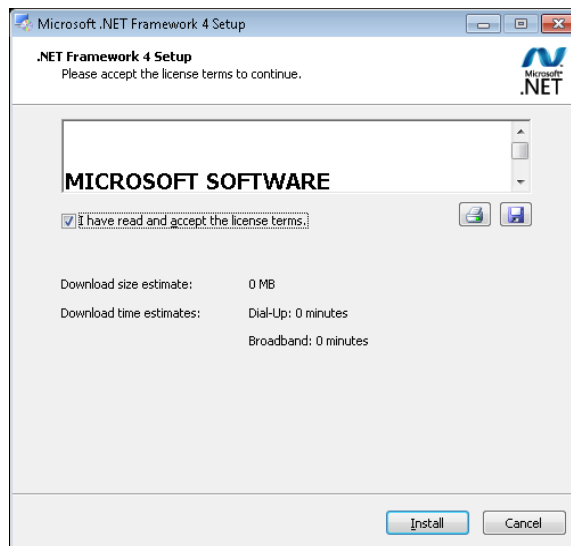 Microsoft .NET Framework 4 Setup
.NET Framework 4 Setup
Please accept the license terms to continue.
Microsoft®
.NET
MICROSOFT SOFTWARE
I have read and accept the license terms.
Download size estimate: 0 MB
Download time estimates: Dial-Up: 0 minutes
Broadband: 0 minutes
Install Cancel